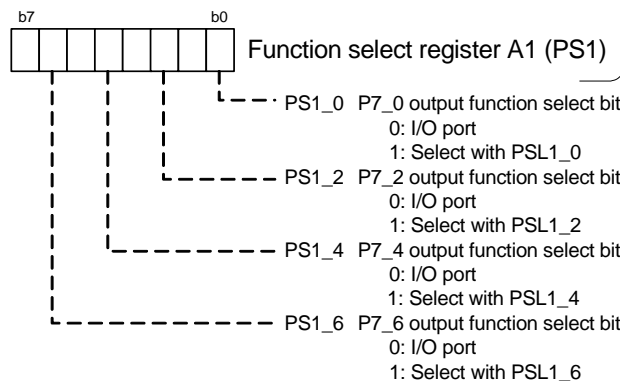 b7 b0
Function select register A1 (PS1)
PS1_0 P7_0 output function select bit
0: I/O port
1: Select with PSL1_0
PS1_2 P7_2 output function select bit
0: I/O port
1: Select with PSL1_2
PS1_4 P7_4 output function select bit
0: I/O port
1: Select with PSL1_4
PS1_6 P7_6 output function select bit
0: I/O port
1: Select with PSL1_6